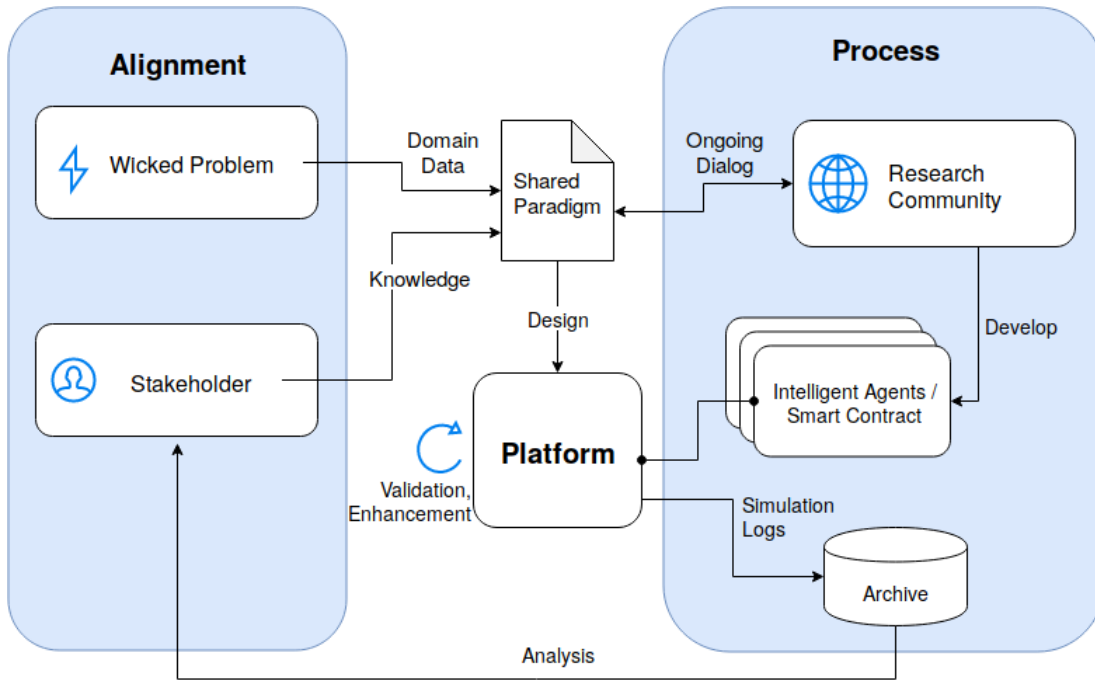 Alignment
Wicked Problem
Stakeholder
Domain
Data
Knowledge
Shared
Paradigm
Design
Platform
Validation,
Enhancement
Process
Ongoing
Dialog
Research
Community
Develop
Intelligent Agents /
Smart Contract
Simulation
Logs
Archive
Analysis